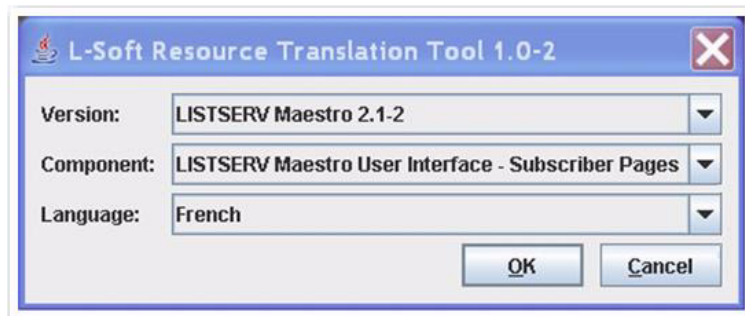 L-Soft Resource Translation Tool 1.0-2
Version: LISTSERV Maestro 2.1-2
Component: LISTSERV Maestro User Interface - Subscriber Pages
Language: French
OK Cancel